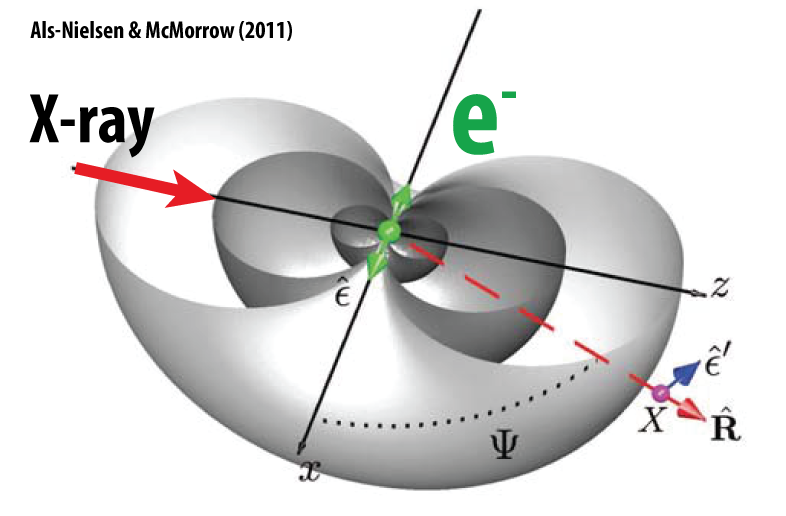 Als-Nielsen & McMorrow (2011)
X-ray
e⁻
ε̂
z
ε̂′
X
R̂
Ψ
x